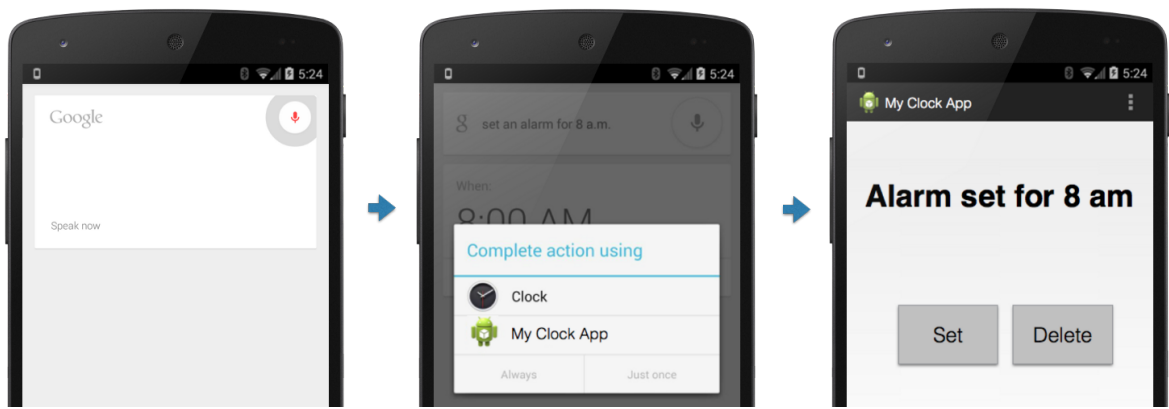 5:24
Google
Speak now
5:24
8 set an alarm for 8 a.m.
When:
8:00 AM
Complete action using
Clock
My Clock App
Always Just once
5:24
My Clock App
Alarm set for 8 am
Set Delete